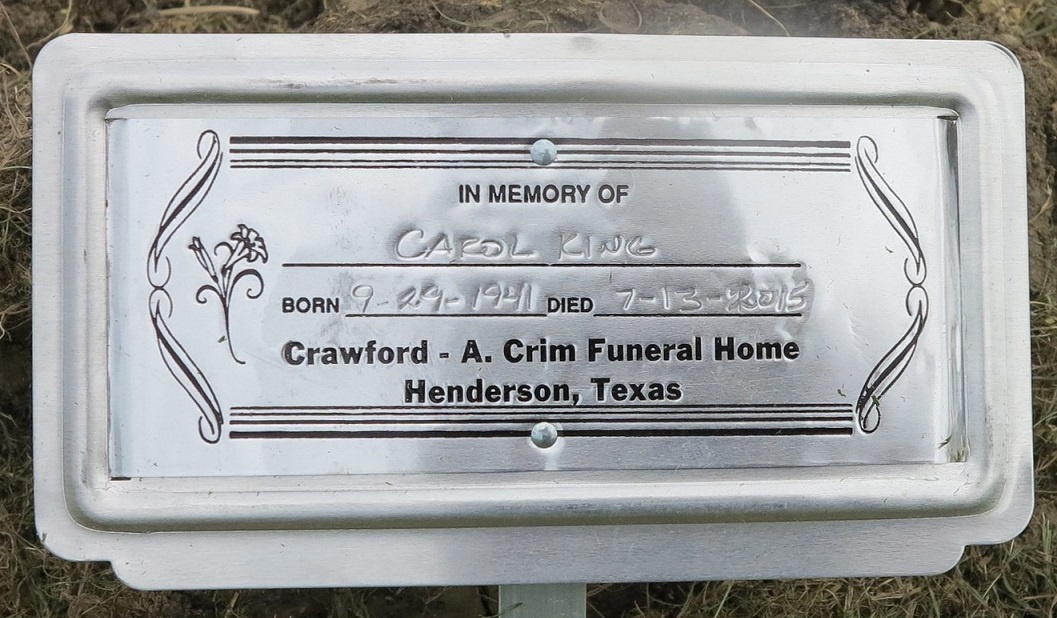 IN MEMORY OF
CAROL KING
BORN 9-29-1941 DIED 7-13-2015
Crawford - A. Crim Funeral Home
Henderson, Texas